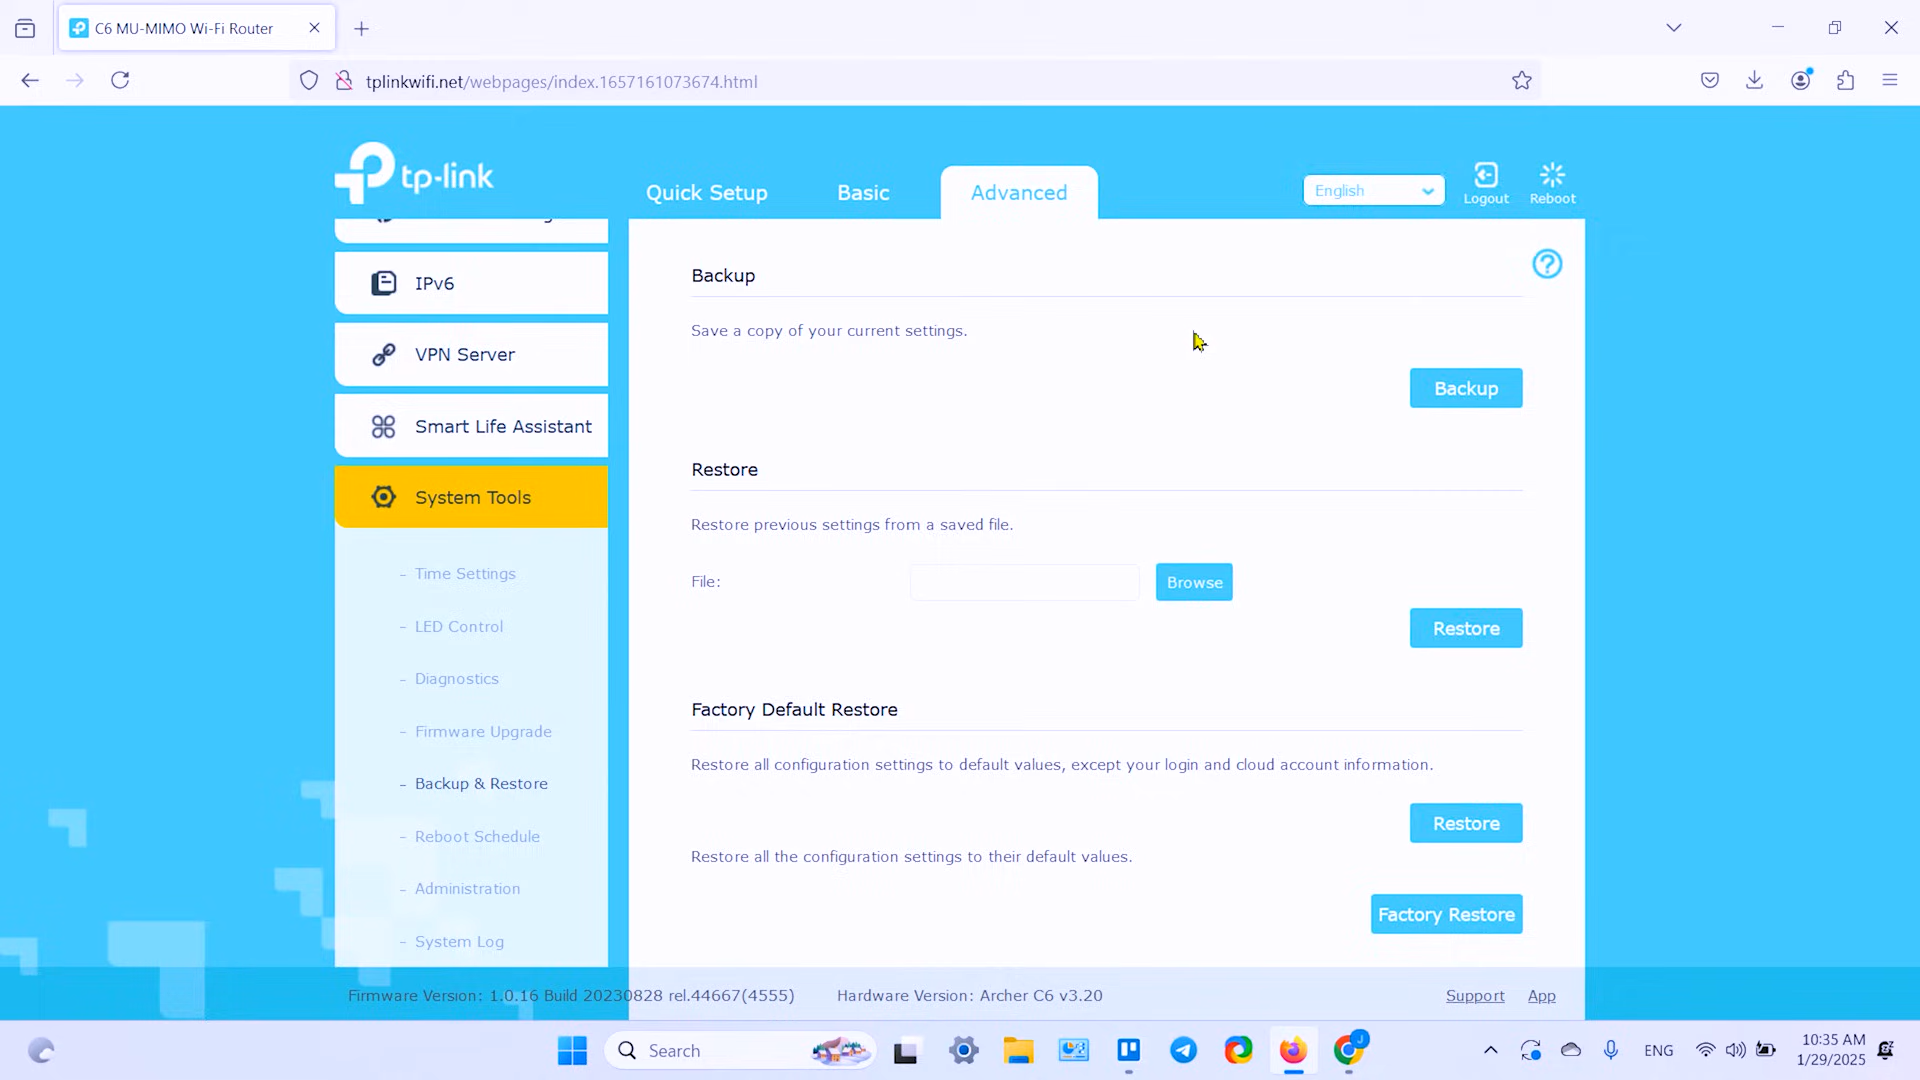 C6 MU-MIMO Wi-Fi Router
tplinkwifi.net/webpages/index.1657161073674.html
tp-link
Quick Setup
Basic
Advanced
English
Logout
Reboot
IPv6
VPN Server
Smart Life Assistant
System Tools
- Time Settings
- LED Control
- Diagnostics
- Firmware Upgrade
- Backup & Restore
- Reboot Schedule
- Administration
- System Log
Backup
Save a copy of your current settings.
Backup
Restore
Restore previous settings from a saved file.
File:
Browse
Restore
Factory Default Restore
Restore all configuration settings to default values, except your login and cloud account information.
Restore
Restore all the configuration settings to their default values.
Factory Restore
Firmware Version: 1.0.16 Build 20230828 rel.44667(4555)
Hardware Version: Archer C6 v3.20
Support
App
Search
J
ENG
10:35 AM
1/29/2025